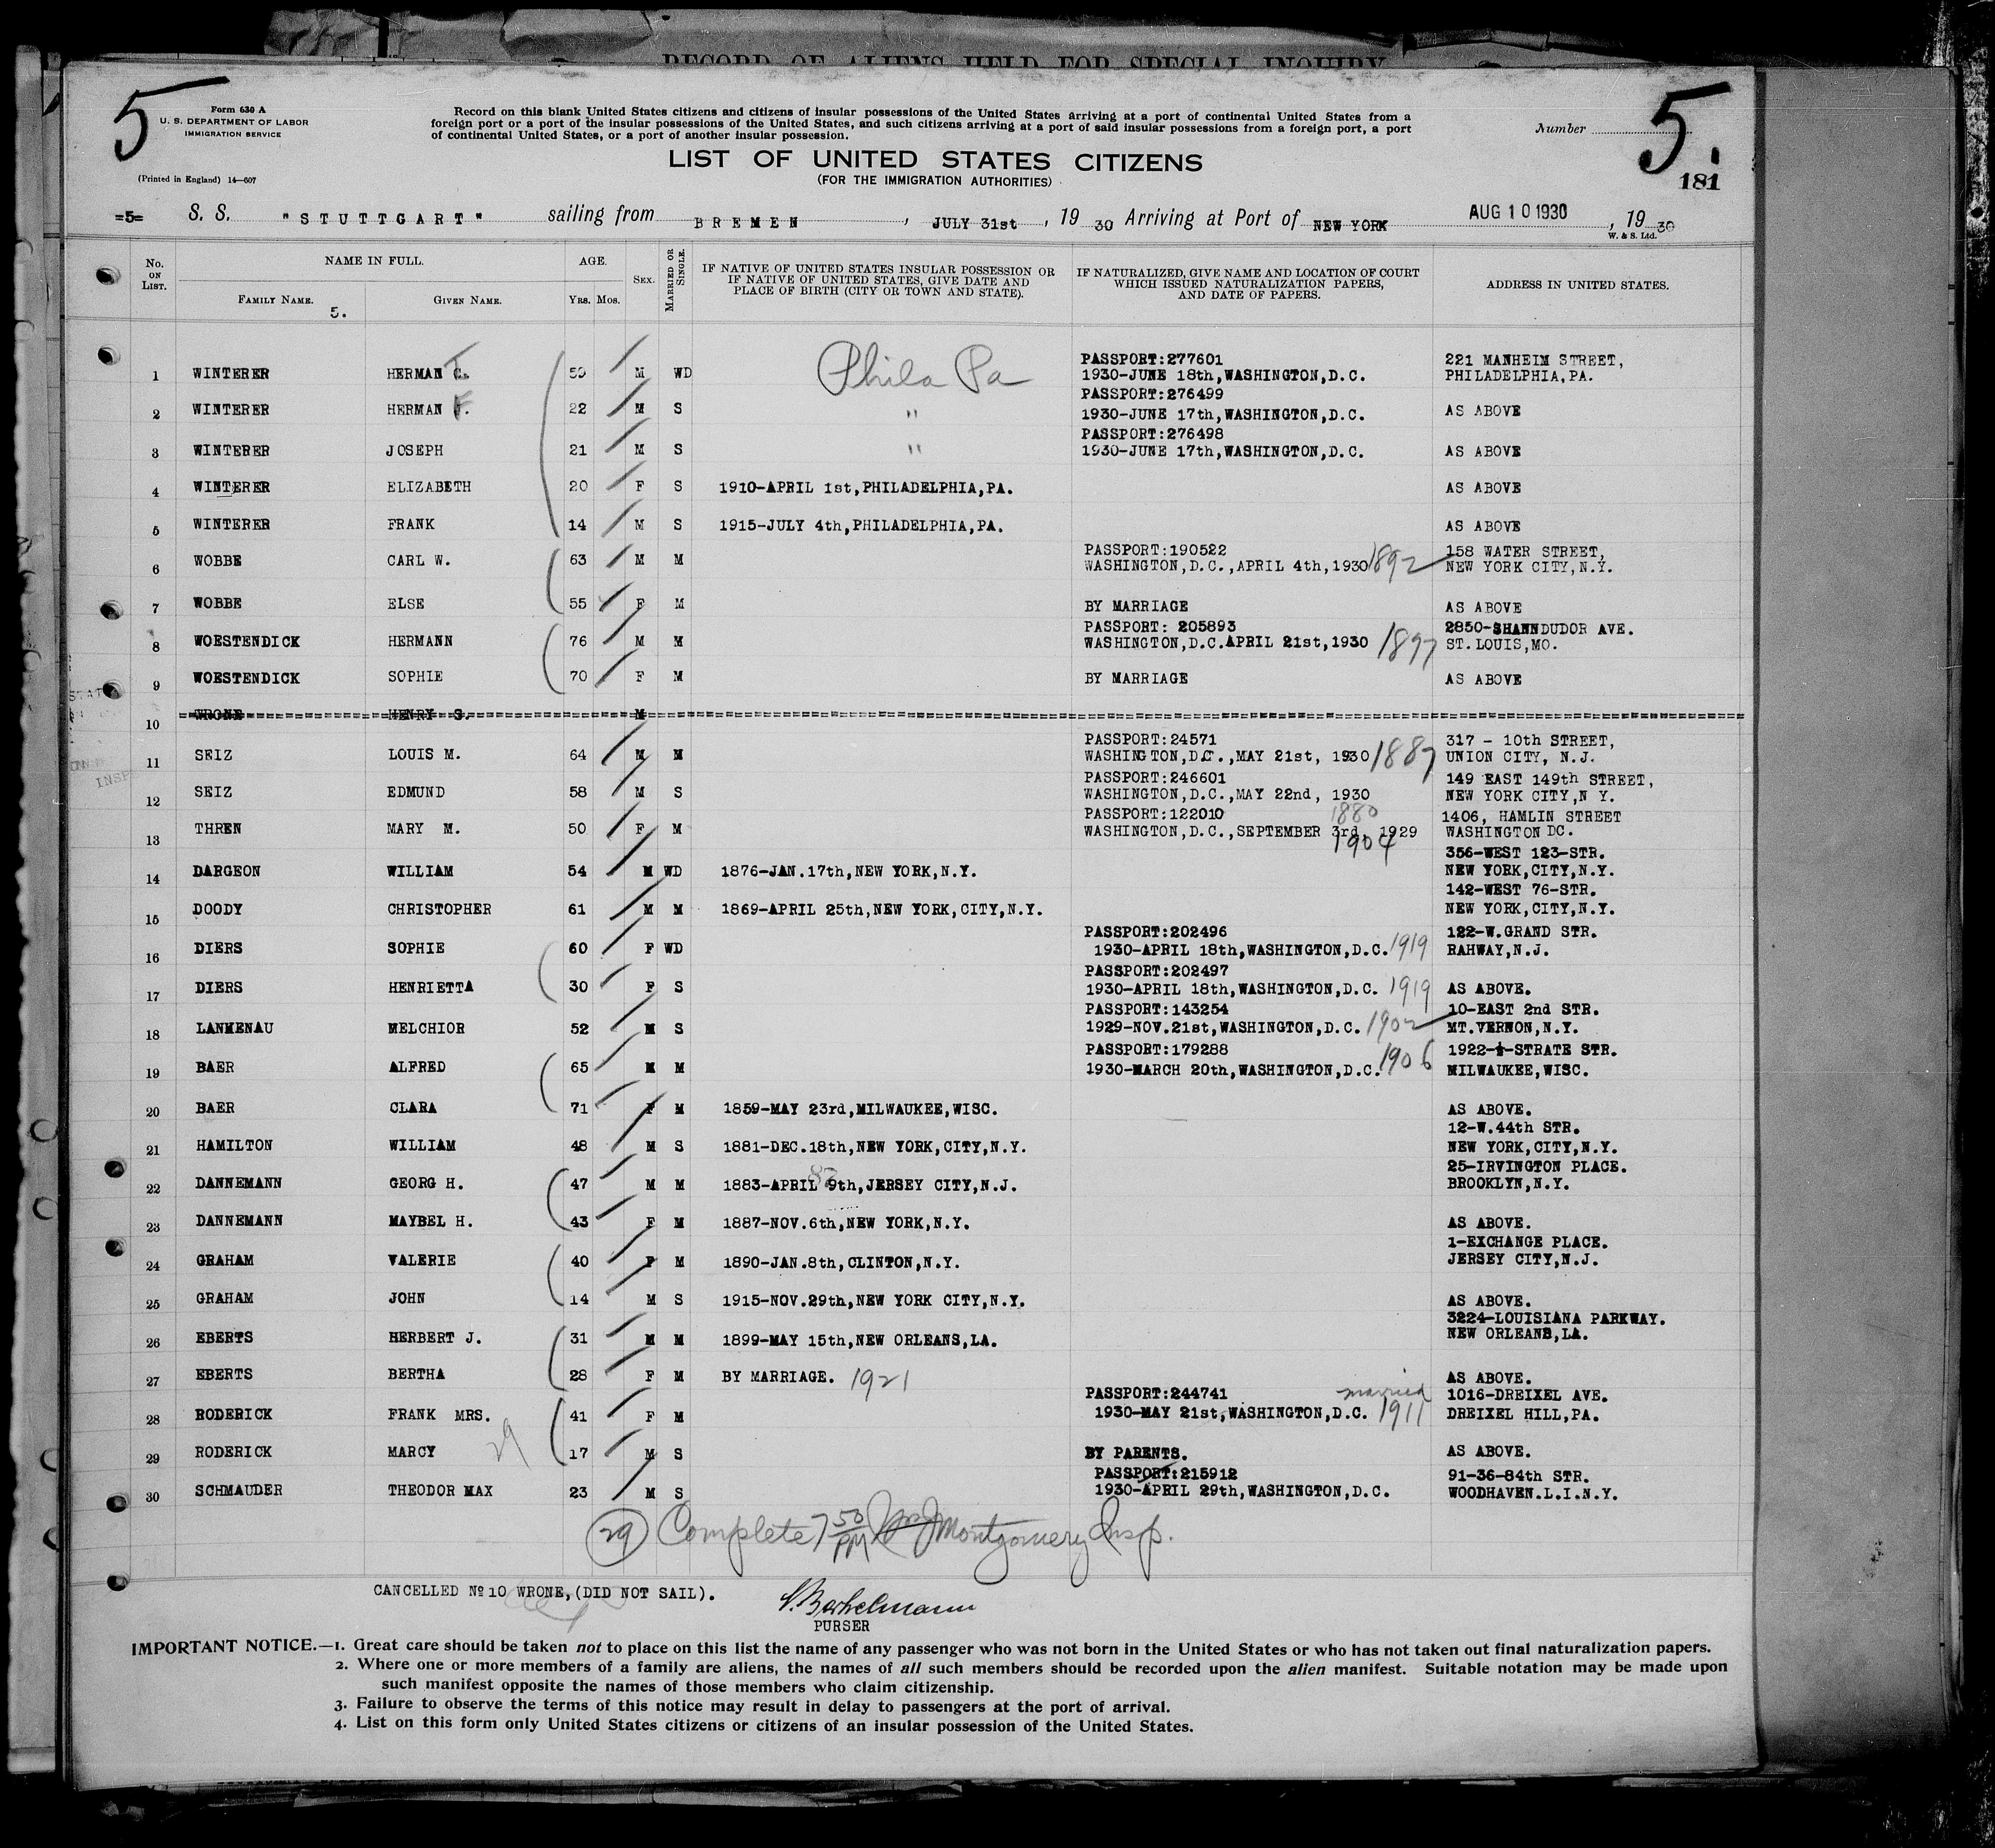 RECORD OF ALIENS HELD FOR SPECIAL INQUIRY
5
Form 630 A
U. S. DEPARTMENT OF LABOR
IMMIGRATION SERVICE
(Printed in England) 14—607
Record on this blank United States citizens and citizens of insular possessions of the United States arriving at a port of continental United States from a
foreign port or a port of the insular possessions of the United States, and such citizens arriving at a port of said insular possessions from a foreign port, a port
of continental United States, or a port of another insular possession.
Number 5.
181
LIST OF UNITED STATES CITIZENS
(FOR THE IMMIGRATION AUTHORITIES)
=5= S. S. "STUTTGART" sailing from BREMEN, JULY 31st, 19 30 Arriving at Port of NEW YORK AUG 10 1930, 19 30
W. & S. Ltd.
No. ON LIST.
NAME IN FULL.
FAMILY NAME. GIVEN NAME.
5.
AGE.
YRS. MOS.
SEX.
MARRIED OR SINGLE.
IF NATIVE OF UNITED STATES INSULAR POSSESSION OR
IF NATIVE OF UNITED STATES, GIVE DATE AND
PLACE OF BIRTH (CITY OR TOWN AND STATE).
IF NATURALIZED, GIVE NAME AND LOCATION OF COURT
WHICH ISSUED NATURALIZATION PAPERS,
AND DATE OF PAPERS.
ADDRESS IN UNITED STATES.
PASSPORT:277601 221 MANHEIM STREET,
1 WINTERER HERMAN 59 M WD Phila Pa 1930-JUNE 18th,WASHINGTON,D.C. PHILADELPHIA,PA.
PASSPORT:276499
2 WINTERER HERMAN F. 22 M S " 1930-JUNE 17th,WASHINGTON,D.C. AS ABOVE
PASSPORT:276498
3 WINTERER JOSEPH 21 M S " 1930-JUNE 17th,WASHINGTON,D.C. AS ABOVE
4 WINTERER ELIZABETH 20 F S 1910-APRIL 1st,PHILADELPHIA,PA. AS ABOVE
5 WINTERER FRANK 14 M S 1915-JULY 4th,PHILADELPHIA,PA. AS ABOVE
PASSPORT:190522 158 WATER STREET,
6 WOBBE CARL W. 63 M M WASHINGTON,D.C.,APRIL 4th,1930 1892 NEW YORK CITY,N.Y.
7 WOBBE ELSE 55 F M BY MARRIAGE AS ABOVE
PASSPORT: 205893 2850-SHANNDUDOR AVE.
8 WOESTENDICK HERMANN 76 M M WASHINGTON,D.C.APRIL 21st,1930 1897 ST.LOUIS,MO.
9 WOESTENDICK SOPHIE 70 F M BY MARRIAGE AS ABOVE
10 WRONE HENRY S. M
PASSPORT:24571 317 - 10th STREET,
11 SEIZ LOUIS M. 64 M M WASHINGTON,D.C.,MAY 21st, 1930 1887 UNION CITY, N.J.
PASSPORT:246601 149 EAST 149th STREET,
12 SEIZ EDMUND 58 M S WASHINGTON,D.C.,MAY 22nd, 1930 NEW YORK CITY,N Y.
PASSPORT:122010 1880 1406, HAMLIN STREET
13 THREN MARY M. 50 F M WASHINGTON,D.C.,SEPTEMBER 3rd, 1929 WASHINGTON DC.
1904
356-WEST 123-STR.
14 DARGEON WILLIAM 54 M WD 1876-JAN.17th,NEW YORK,N.Y. NEW YORK,CITY,N.Y.
142-WEST 76-STR.
15 DOODY CHRISTOPHER 61 M M 1869-APRIL 25th,NEW YORK,CITY,N.Y. NEW YORK,CITY,N.Y.
PASSPORT:202496 122-W.GRAND STR.
16 DIERS SOPHIE 60 F WD 1930-APRIL 18th,WASHINGTON,D.C. 1919 RAHWAY,N.J.
PASSPORT:202497
17 DIERS HENRIETTA 30 F S 1930-APRIL 18th,WASHINGTON,D.C. 1919 AS ABOVE.
PASSPORT:143254 10-EAST 2nd STR.
18 LANKENAU MELCHIOR 52 M S 1929-NOV.21st,WASHINGTON,D.C. 1902 MT.VERNON,N.Y.
PASSPORT:179288 1922-½-STRATE STR.
19 BAER ALFRED 65 M M 1930-MARCH 20th,WASHINGTON,D.C. 1906 MILWAUKEE,WISC.
20 BAER CLARA 71 F M 1859-MAY 23rd,MILWAUKEE,WISC. AS ABOVE.
12-W.44th STR.
21 HAMILTON WILLIAM 48 M S 1881-DEC.18th,NEW YORK,CITY,N.Y. NEW YORK,CITY,N.Y.
25-IRVINGTON PLACE.
22 DANNEMANN GEORG H. 47 M M 1883-APRIL 9th,JERSEY CITY,N.J. BROOKLYN,N.Y.
23 DANNEMANN MAYBEL H. 43 F M 1887-NOV.6th,NEW YORK,N.Y. AS ABOVE.
1-EXCHANGE PLACE.
24 GRAHAM VALERIE 40 F M 1890-JAN.8th,CLINTON,N.Y. JERSEY CITY,N.J.
25 GRAHAM JOHN 14 M S 1915-NOV.29th,NEW YORK CITY,N.Y. AS ABOVE.
3224-LOUISIANA PARKWAY.
26 EBERTS HERBERT J. 31 M M 1899-MAY 15th,NEW ORLEANS,LA. NEW ORLEANS,LA.
27 EBERTS BERTHA 28 F M BY MARRIAGE. 1921 AS ABOVE.
PASSPORT:244741 married 1016-DREIXEL AVE.
28 RODERICK FRANK MRS. 41 F M 1930-MAY 21st,WASHINGTON,D.C. 1911 DREIXEL HILL,PA.
29 RODERICK MARCY 29 17 M S BY PARENTS. AS ABOVE.
PASSPORT:215912 91-36-84th STR.
30 SCHMAUDER THEODOR MAX 23 M S 1930-APRIL 29th,WASHINGTON,D.C. WOODHAVEN.L.I.N.Y.
29 Complete 7 50 PM Montgomery Insp.
CANCELLED No 10 WRONE,(DID NOT SAIL).
PURSER
IMPORTANT NOTICE.—1. Great care should be taken not to place on this list the name of any passenger who was not born in the United States or who has not taken out final naturalization papers.
2. Where one or more members of a family are aliens, the names of all such members should be recorded upon the alien manifest. Suitable notation may be made upon
such manifest opposite the names of those members who claim citizenship.
3. Failure to observe the terms of this notice may result in delay to passengers at the port of arrival.
4. List on this form only United States citizens or citizens of an insular possession of the United States.